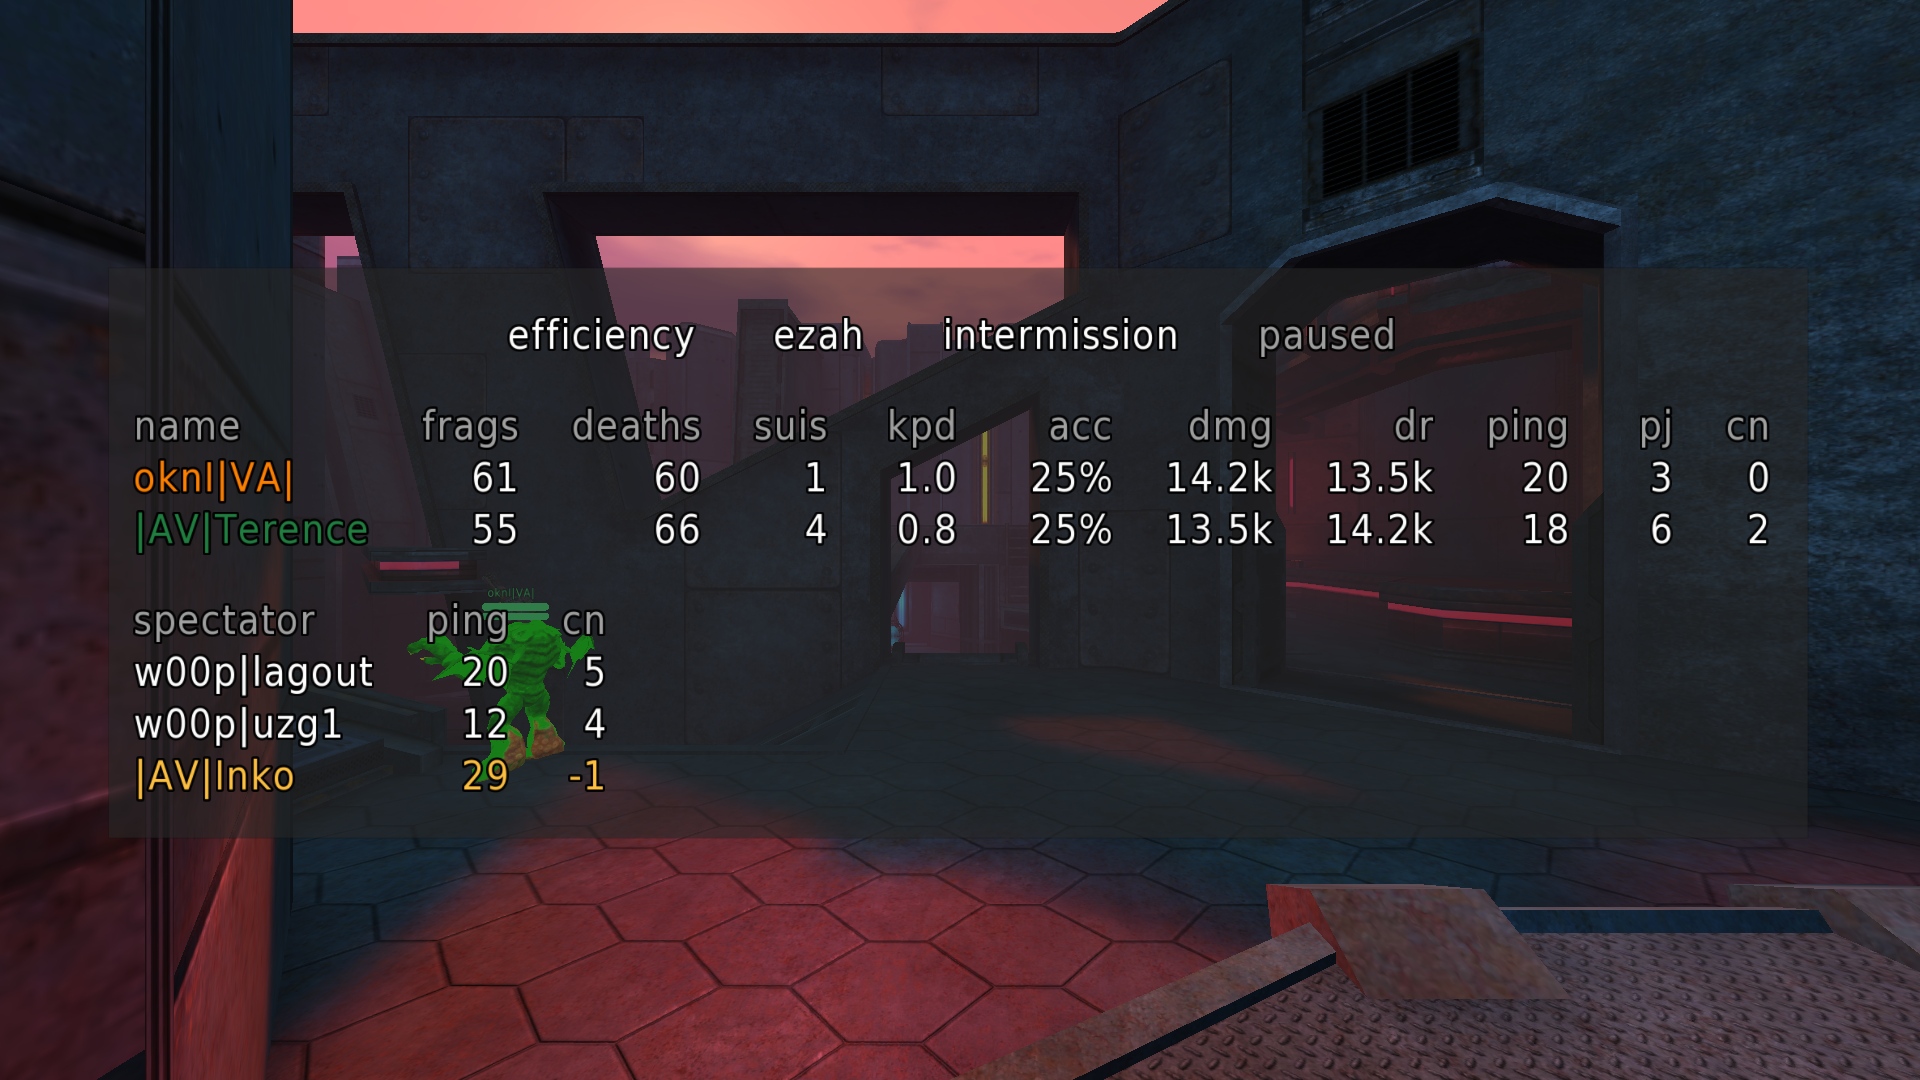 efficiency ezah intermission paused
name frags deaths suis kpd acc dmg dr ping pj cn
oknI|VA| 61 60 1 1.0 25% 14.2k 13.5k 20 3 0
|AV|Terence 55 66 4 0.8 25% 13.5k 14.2k 18 6 2
oknI|VA|
spectator ping cn
w00p|lagout 20 5
w00p|uzg1 12 4
|AV|Inko 29 -1